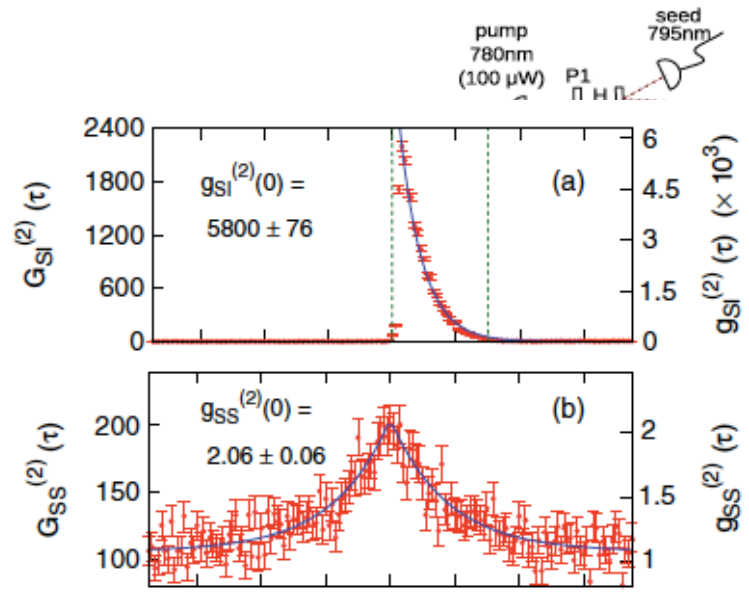 seed
795nm
pump
780nm
(100 µW)
P1
H
2400
1800
1200
600
0
G_SI^(2) (τ)
g_SI^(2)(0) =
5800 ± 76
(a)
6
4.5
3
1.5
0
g_SI^(2) (τ) (× 10^3)
200
150
100
G_SS^(2) (τ)
g_SS^(2)(0) =
2.06 ± 0.06
(b)
2
1.5
1
g_SS^(2) (τ)